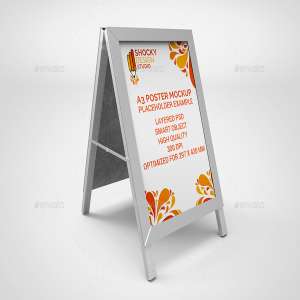 SHOCKY
DESIGN
STUDIO
A3 POSTER MOCKUP
PLACEHOLDER EXAMPLE
LAYERED PSD
SMART OBJECT
HIGH QUALITY
300 DPI
OPTIMIZED FOR 297 X 420 MM